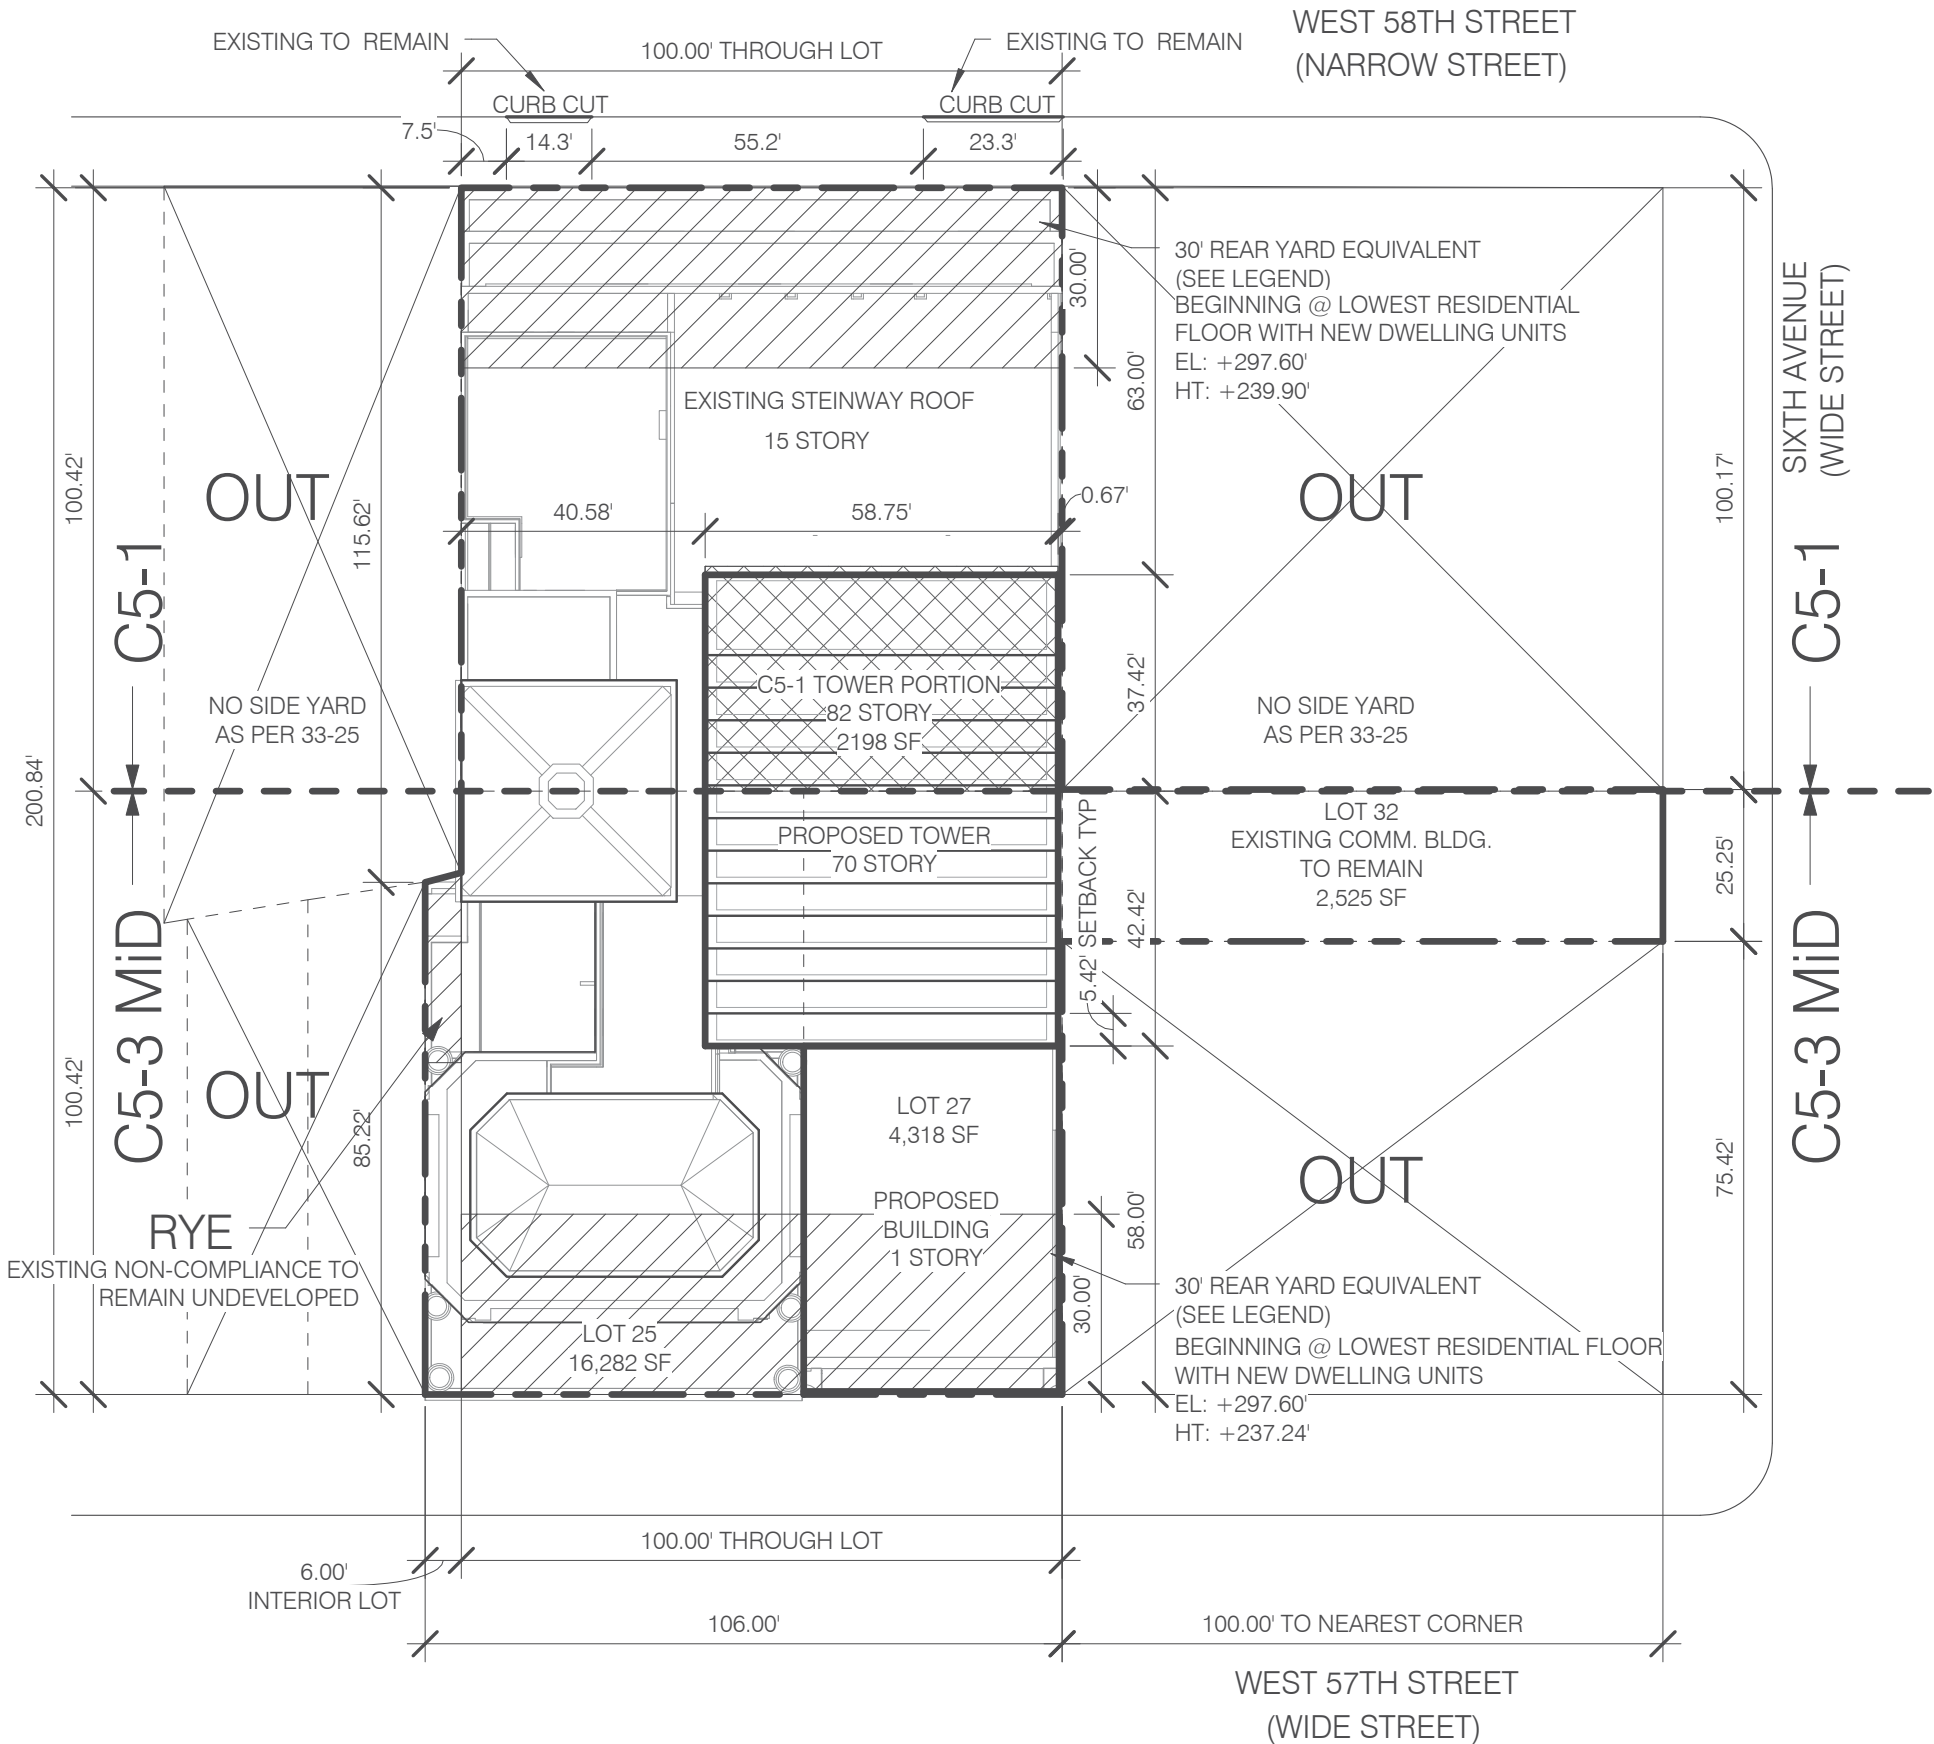 WEST 58TH STREET
(NARROW STREET)
EXISTING TO REMAIN
100.00' THROUGH LOT
EXISTING TO REMAIN
CURB CUT
CURB CUT
7.5'
14.3'
55.2'
23.3'
30' REAR YARD EQUIVALENT
(SEE LEGEND)
BEGINNING @ LOWEST RESIDENTIAL
FLOOR WITH NEW DWELLING UNITS
EL: +297.60'
HT: +239.90'
30.00'
63.00'
SIXTH AVENUE
(WIDE STREET)
EXISTING STEINWAY ROOF
15 STORY
100.42'
OUT
115.62'
40.58'
58.75'
0.67'
OUT
100.17'
C5-1
C5-1
C5-1 TOWER PORTION
82 STORY
2198 SF
37.42'
NO SIDE YARD
AS PER 33-25
NO SIDE YARD
AS PER 33-25
200.84'
PROPOSED TOWER
70 STORY
LOT 32
EXISTING COMM. BLDG.
TO REMAIN
2,525 SF
25.25'
5.42' SETBACK TYP
42.42'
C5-3 MiD
C5-3 MiD
100.42'
OUT
85.22'
LOT 27
4,318 SF
OUT
75.42'
PROPOSED
BUILDING
1 STORY
58.00'
30.00'
RYE
EXISTING NON-COMPLIANCE TO
REMAIN UNDEVELOPED
30' REAR YARD EQUIVALENT
(SEE LEGEND)
BEGINNING @ LOWEST RESIDENTIAL FLOOR
WITH NEW DWELLING UNITS
EL: +297.60'
HT: +237.24'
LOT 25
16,282 SF
100.00' THROUGH LOT
6.00'
INTERIOR LOT
106.00'
100.00' TO NEAREST CORNER
WEST 57TH STREET
(WIDE STREET)